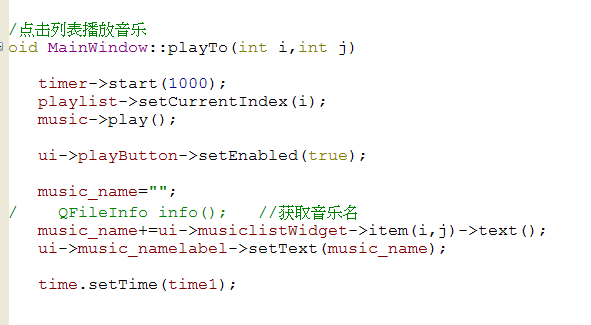 /点击列表播放音乐
oid MainWindow::playTo(int i,int j)
timer->start(1000);
playlist->setCurrentIndex(i);
music->play();
ui->playButton->setEnabled(true);
music_name="";
/ QFileInfo info(); //获取音乐名
music_name+=ui->musiclistWidget->item(i,j)->text();
ui->music_namelabel->setText(music_name);
time.setTime(time1);